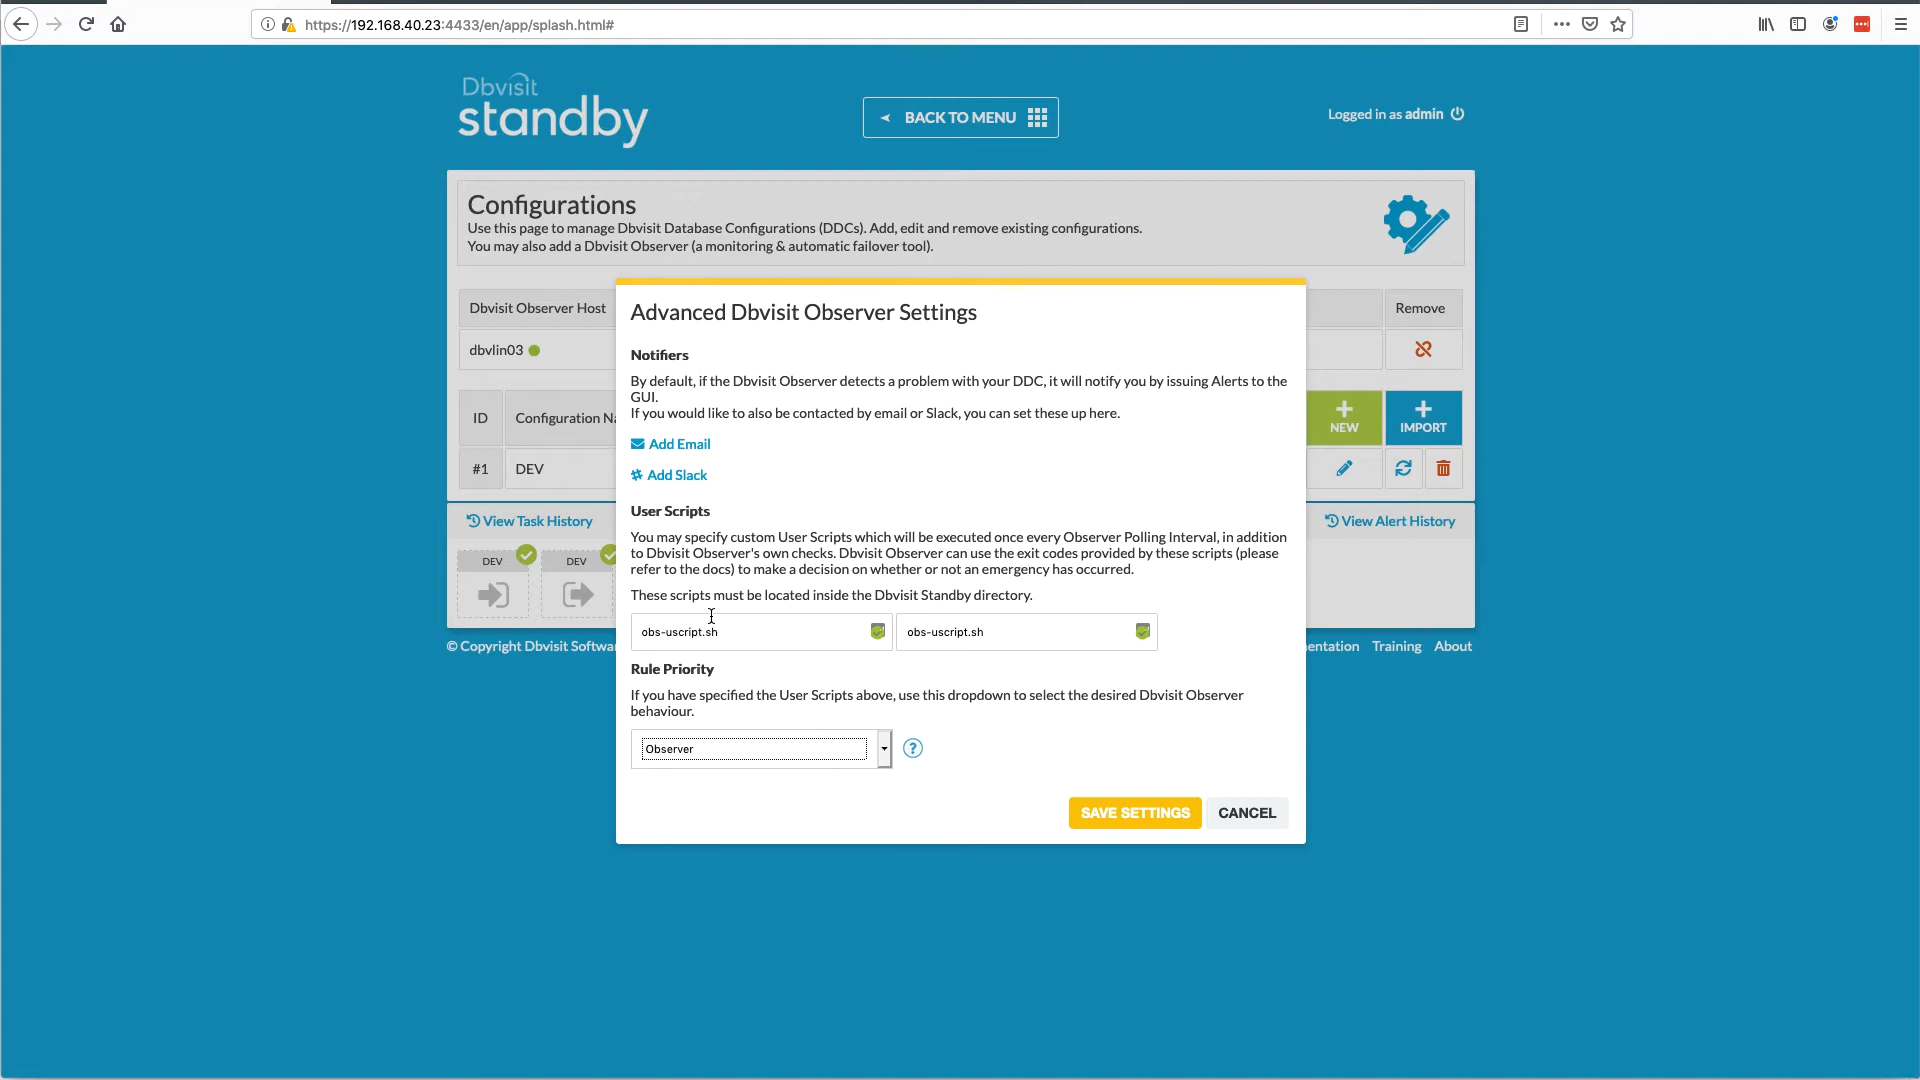 https://192.168.40.23:4433/en/app/splash.html#
Dbvisit
standby
BACK TO MENU
Logged in as admin
Configurations
Use this page to manage Dbvisit Database Configurations (DDCs). Add, edit and remove existing configurations.
You may also add a Dbvisit Observer (a monitoring & automatic failover tool).
Dbvisit Observer Host
Remove
dbvlin03
ID
Configuration Na
NEW
IMPORT
#1
DEV
View Task History
View Alert History
DEV
DEV
© Copyright Dbvisit Softwa
entation
Training
About
Advanced Dbvisit Observer Settings
Notifiers
By default, if the Dbvisit Observer detects a problem with your DDC, it will notify you by issuing Alerts to the
GUI.
If you would like to also be contacted by email or Slack, you can set these up here.
Add Email
Add Slack
User Scripts
You may specify custom User Scripts which will be executed once every Observer Polling Interval, in addition
to Dbvisit Observer's own checks. Dbvisit Observer can use the exit codes provided by these scripts (please
refer to the docs) to make a decision on whether or not an emergency has occurred.
These scripts must be located inside the Dbvisit Standby directory.
obs-uscript.sh
obs-uscript.sh
Rule Priority
If you have specified the User Scripts above, use this dropdown to select the desired Dbvisit Observer
behaviour.
Observer
?
SAVE SETTINGS
CANCEL